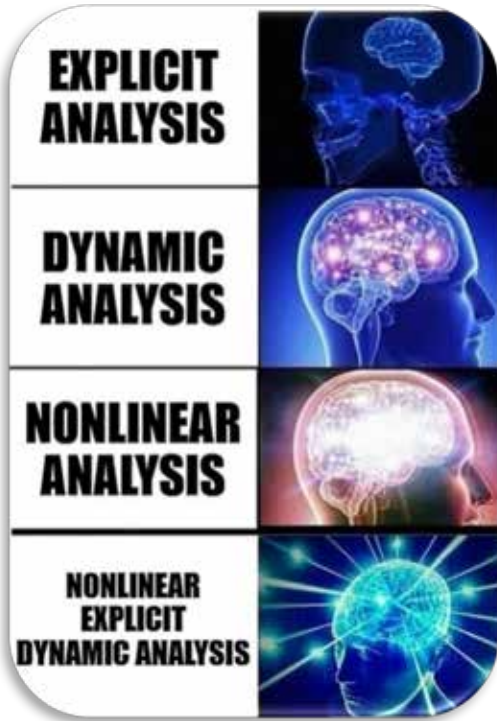 EXPLICIT
ANALYSIS
DYNAMIC
ANALYSIS
NONLINEAR
ANALYSIS
NONLINEAR
EXPLICIT
DYNAMIC ANALYSIS